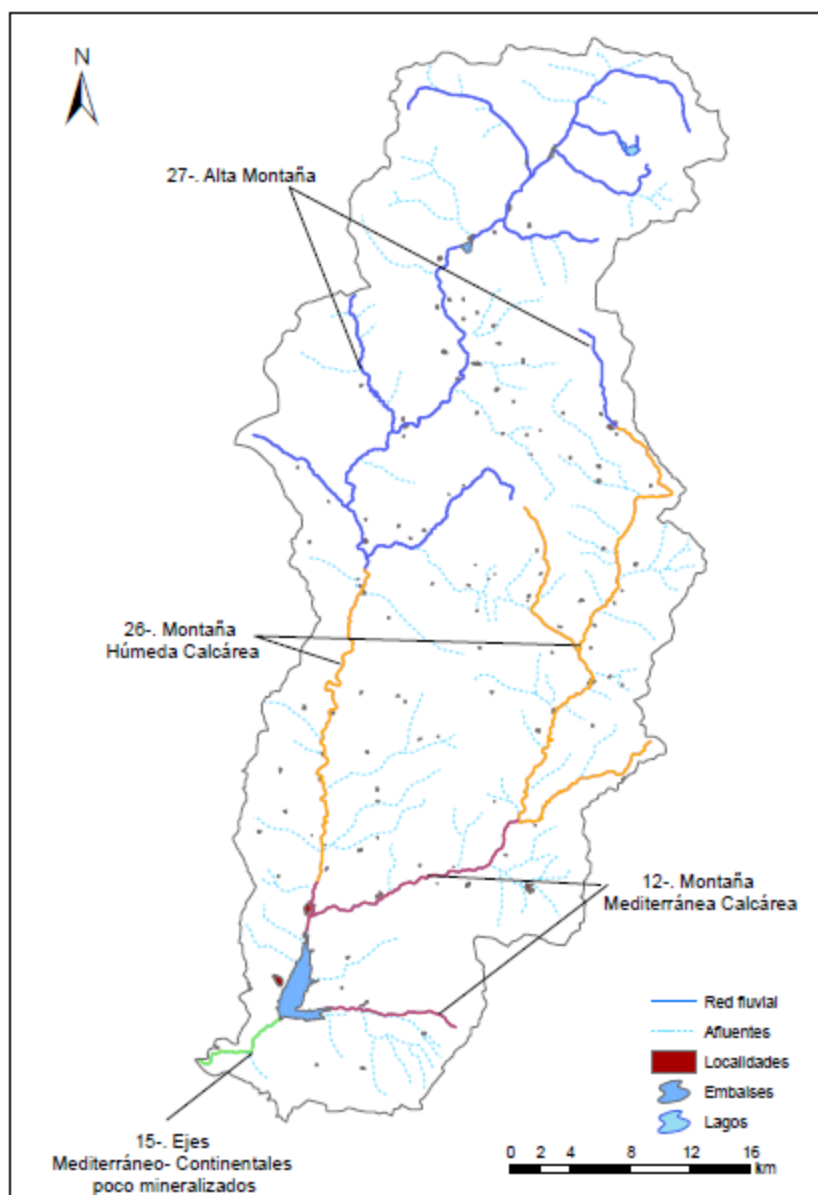 N
27-. Alta Montaña
26-. Montaña
Húmeda Calcárea
12-. Montaña
Mediterránea Calcárea
Red fluvial
Afluentes
Localidades
Embalses
Lagos
15-. Ejes
Mediterráneo- Continentales
poco mineralizados
0 2 4 8 12 16
km